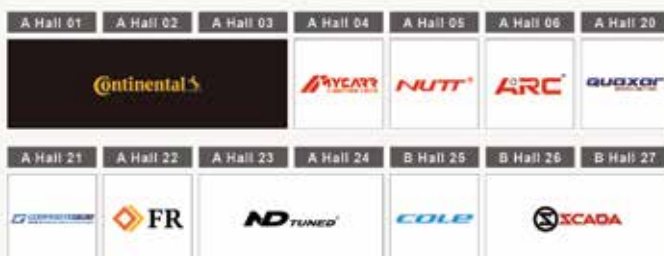 A Hall 01 A Hall 02 A Hall 03 A Hall 04 A Hall 05 A Hall 06 A Hall 20
Continental MYCARR NUTT ARC QUAXAR
A Hall 21 A Hall 22 A Hall 23 A Hall 24 B Hall 25 B Hall 26 B Hall 27
FR ND TUNED COLE SCADA